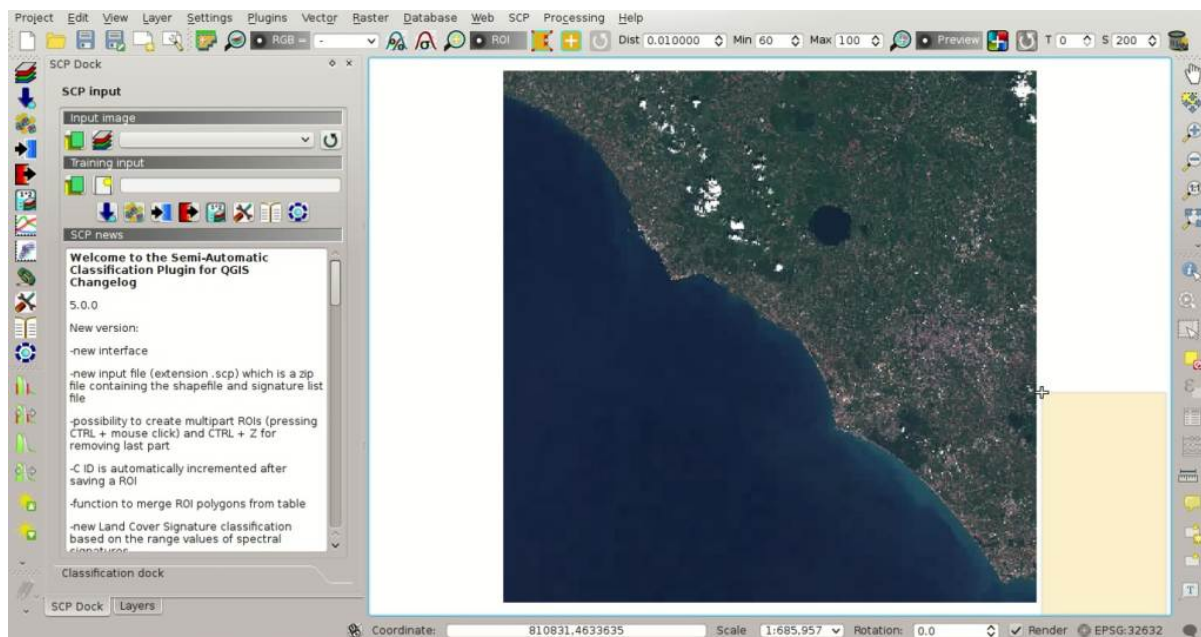 Project Edit View Layer Settings Plugins Vector Raster Database Web SCP Processing Help
RGB = - ROI Dist 0.010000 Min 60 Max 100 Preview T 0 S 200
SCP Dock
SCP input
Input image
Training input
SCP news
Welcome to the Semi-Automatic
Classification Plugin for QGIS
Changelog
5.0.0
New version:
-new interface
-new input file (extension .scp) which is a zip
file containing the shapefile and signature list
file
-possibility to create multipart ROIs (pressing
CTRL + mouse click) and CTRL + Z for
removing last part
-C ID is automatically incremented after
saving a ROI
-function to merge ROI polygons from table
-new Land Cover Signature classification
based on the range values of spectral
signatures
Classification dock
SCP Dock Layers
Coordinate: 810831,4633635 Scale 1:685,957 Rotation: 0.0 Render EPSG:32632